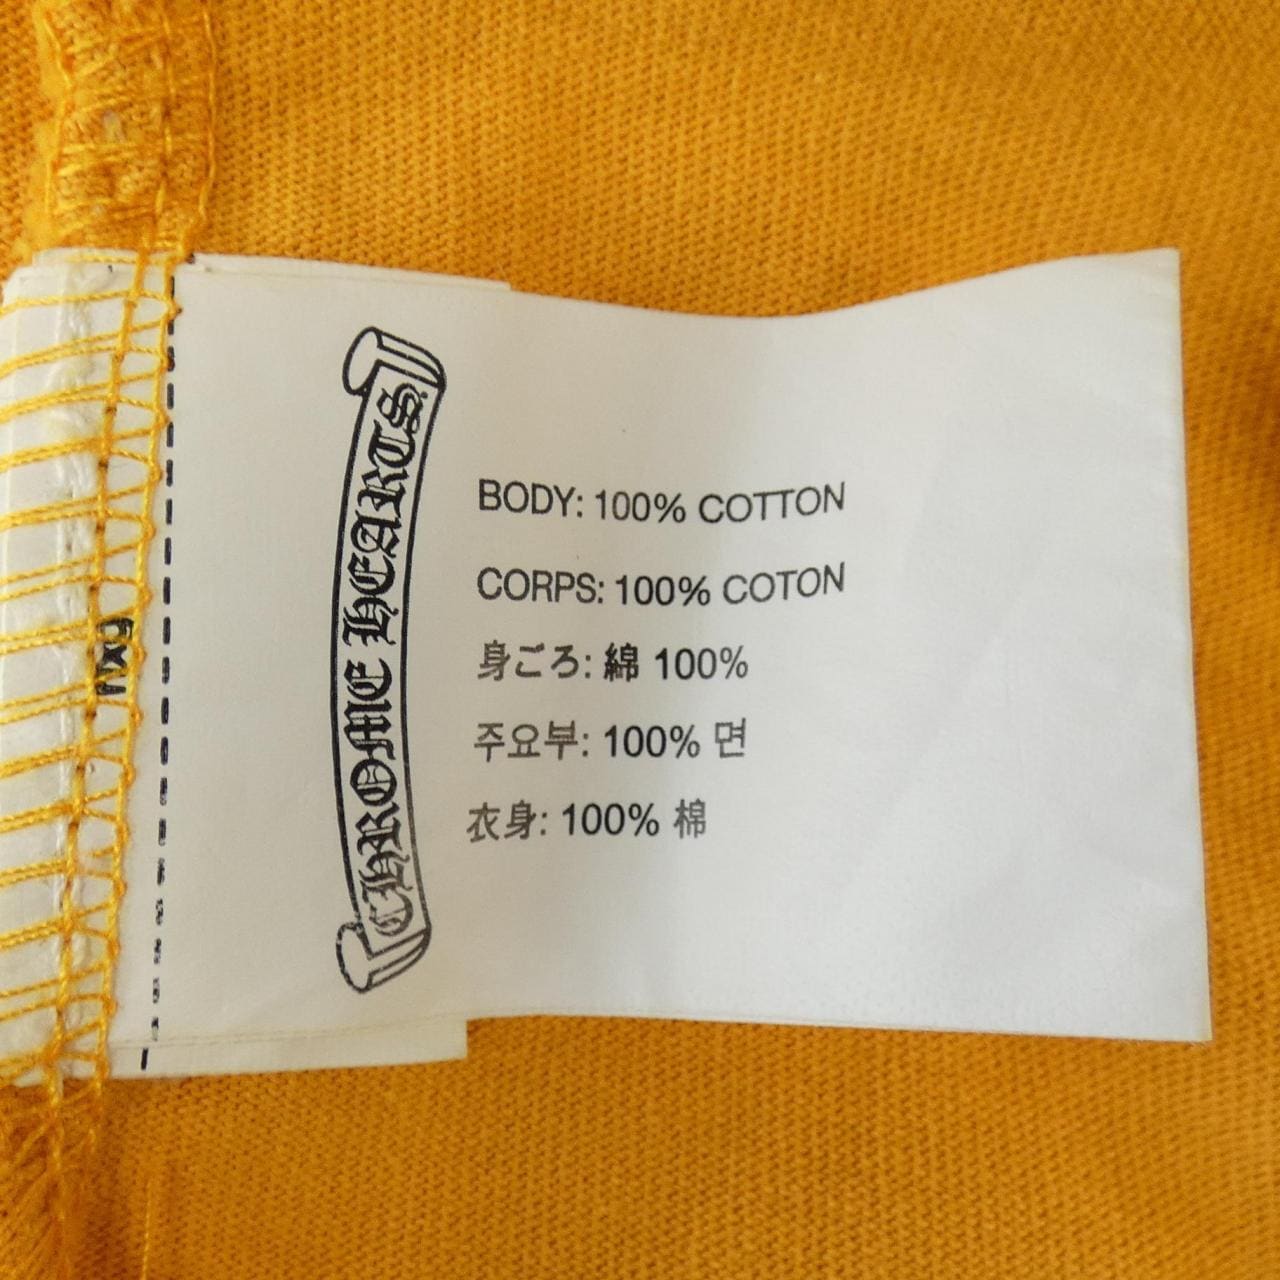 CHROME HEARTS
BODY: 100% COTTON
CORPS: 100% COTON
身ごろ: 綿 100%
주요부: 100% 면
衣身: 100% 棉